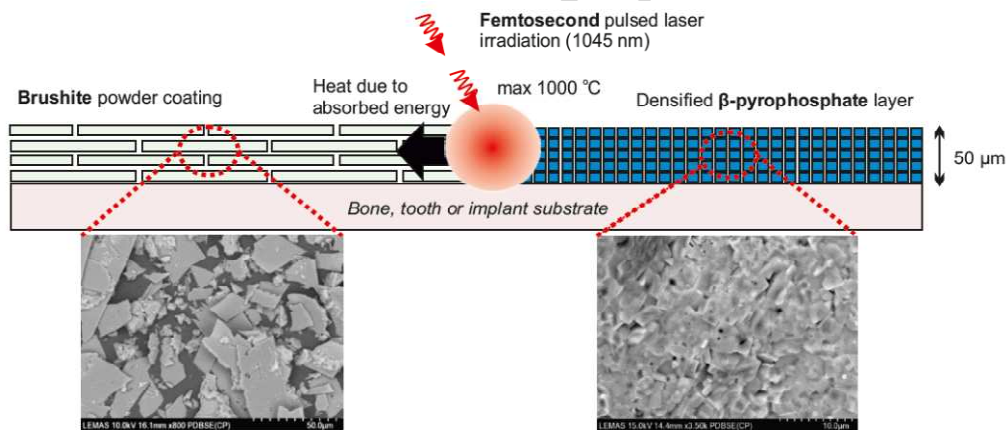 Femtosecond pulsed laser
irradiation (1045 nm)
Heat due to
absorbed energy
max 1000 °C
Brushite powder coating
Densified β-pyrophosphate layer
50 µm
Bone, tooth or implant substrate
LEMAS 10.0kV 16.1mm x800 PDBSE(CP) 50.0µm
LEMAS 15.0kV 14.4mm x3.50k PDBSE(CP) 10.0µm